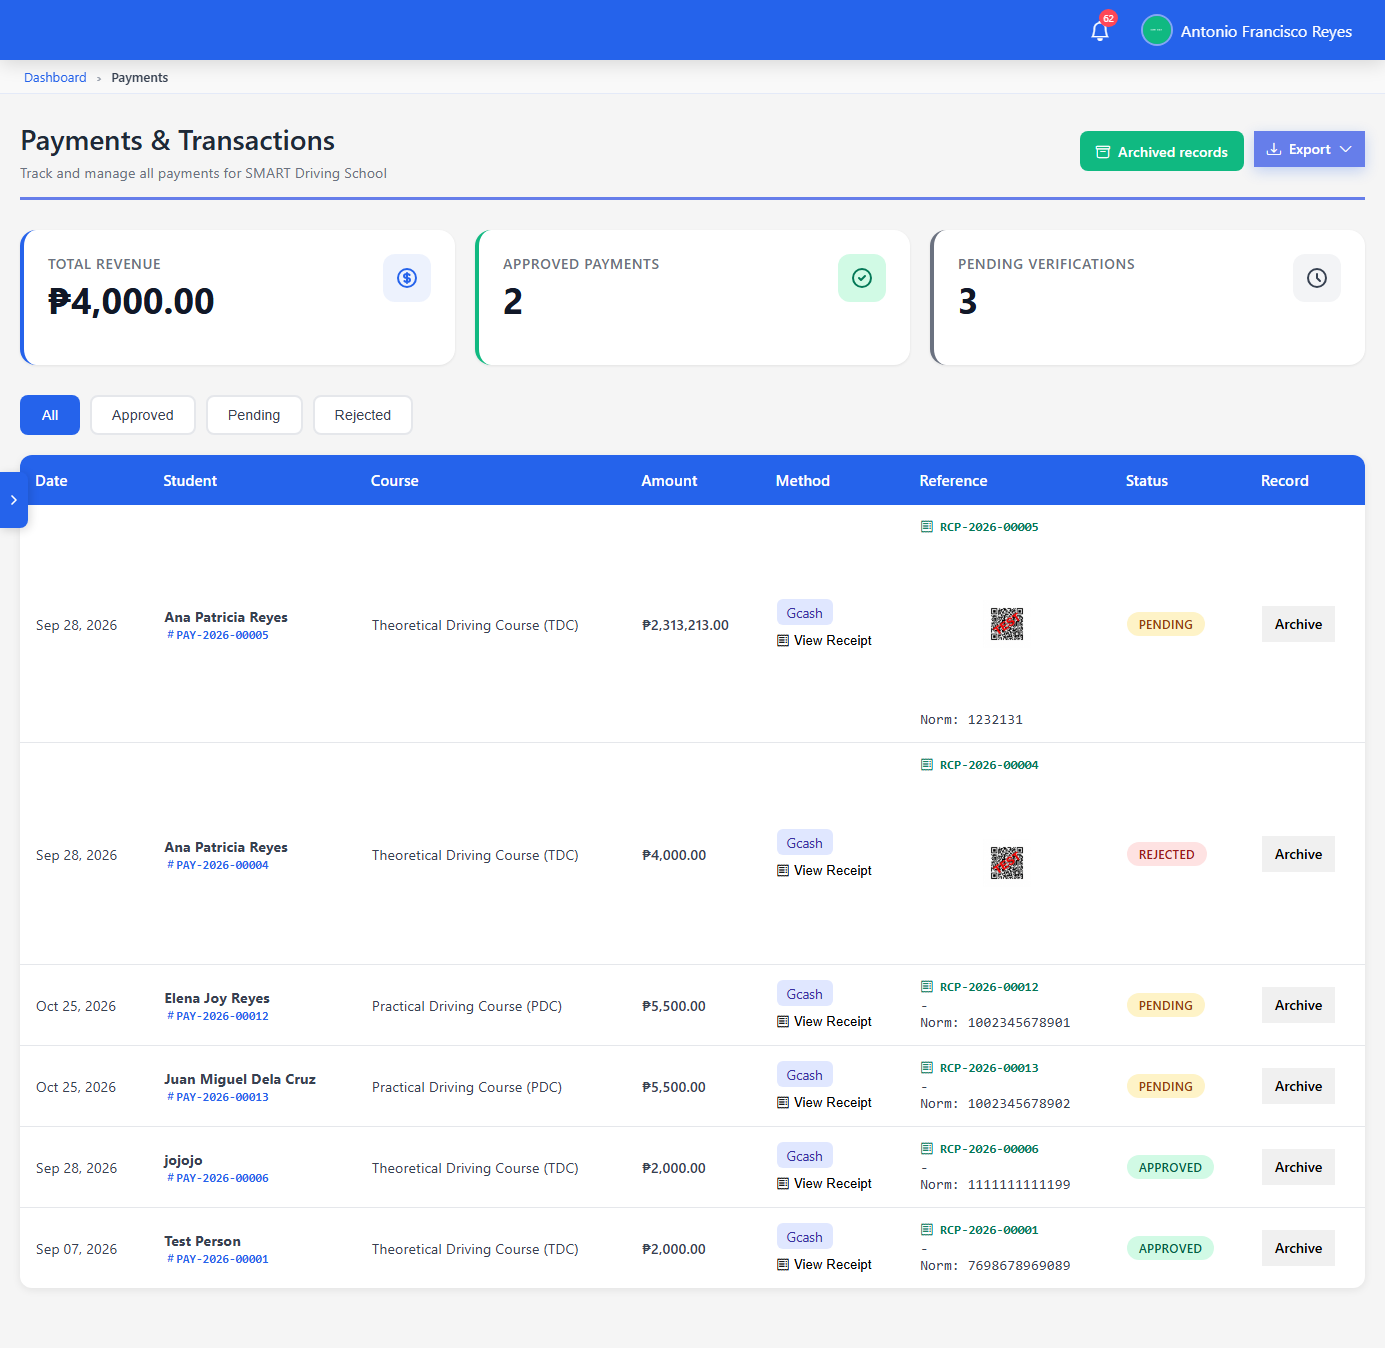 62
Antonio Francisco Reyes
Dashboard > Payments
Payments & Transactions
Track and manage all payments for SMART Driving School
Archived records
Export
TOTAL REVENUE
₱4,000.00
APPROVED PAYMENTS
2
PENDING VERIFICATIONS
3
All Approved Pending Rejected
Date Student Course Amount Method Reference Status Record
RCP-2026-00005
Sep 28, 2026
Ana Patricia Reyes
# PAY-2026-00005
Theoretical Driving Course (TDC)
₱2,313,213.00
Gcash
View Receipt
Norm: 1232131
PENDING
Archive
RCP-2026-00004
Sep 28, 2026
Ana Patricia Reyes
# PAY-2026-00004
Theoretical Driving Course (TDC)
₱4,000.00
Gcash
View Receipt
REJECTED
Archive
Oct 25, 2026
Elena Joy Reyes
# PAY-2026-00012
Practical Driving Course (PDC)
₱5,500.00
Gcash
View Receipt
RCP-2026-00012
-
Norm: 1002345678901
PENDING
Archive
Oct 25, 2026
Juan Miguel Dela Cruz
# PAY-2026-00013
Practical Driving Course (PDC)
₱5,500.00
Gcash
View Receipt
RCP-2026-00013
-
Norm: 1002345678902
PENDING
Archive
Sep 28, 2026
jojojo
# PAY-2026-00006
Theoretical Driving Course (TDC)
₱2,000.00
Gcash
View Receipt
RCP-2026-00006
-
Norm: 1111111111199
APPROVED
Archive
Sep 07, 2026
Test Person
# PAY-2026-00001
Theoretical Driving Course (TDC)
₱2,000.00
Gcash
View Receipt
RCP-2026-00001
-
Norm: 7698678969089
APPROVED
Archive